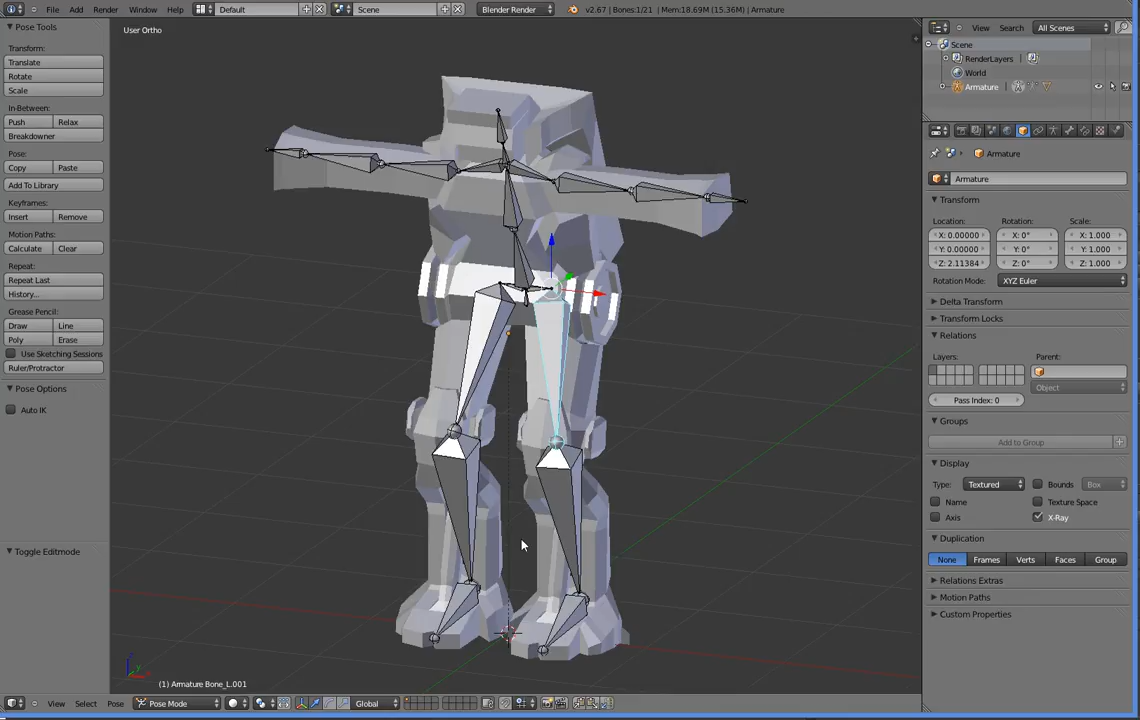 File Add Render Window Help Default Scene Blender Render v2.67 | Bones:1/21 | Mem:18.69M (15.36M) | Armature
Pose Tools
Transform:
Translate
Rotate
Scale
In-Between:
Push Relax
Breakdowner
Pose:
Copy Paste
Add To Library
Keyframes:
Insert Remove
Motion Paths:
Calculate Clear
Repeat:
Repeat Last
History...
Grease Pencil:
Draw Line
Poly Erase
Use Sketching Sessions
Ruler/Protractor
Pose Options
Auto IK
Toggle Editmode
User Ortho
(1) Armature Bone_L.001
View Select Pose Pose Mode Global
View Search All Scenes
Scene
RenderLayers
World
Armature
Armature
Armature
Transform
Location: Rotation: Scale:
X: 0.00000 X: 0° X: 1.000
Y: 0.00000 Y: 0° Y: 1.000
Z: 2.11384 Z: 0° Z: 1.000
Rotation Mode: XYZ Euler
Delta Transform
Transform Locks
Relations
Layers: Parent:
Object
Pass Index: 0
Groups
Add to Group
Display
Type: Textured Bounds Box
Name Texture Space
Axis X-Ray
Duplication
None Frames Verts Faces Group
Relations Extras
Motion Paths
Custom Properties